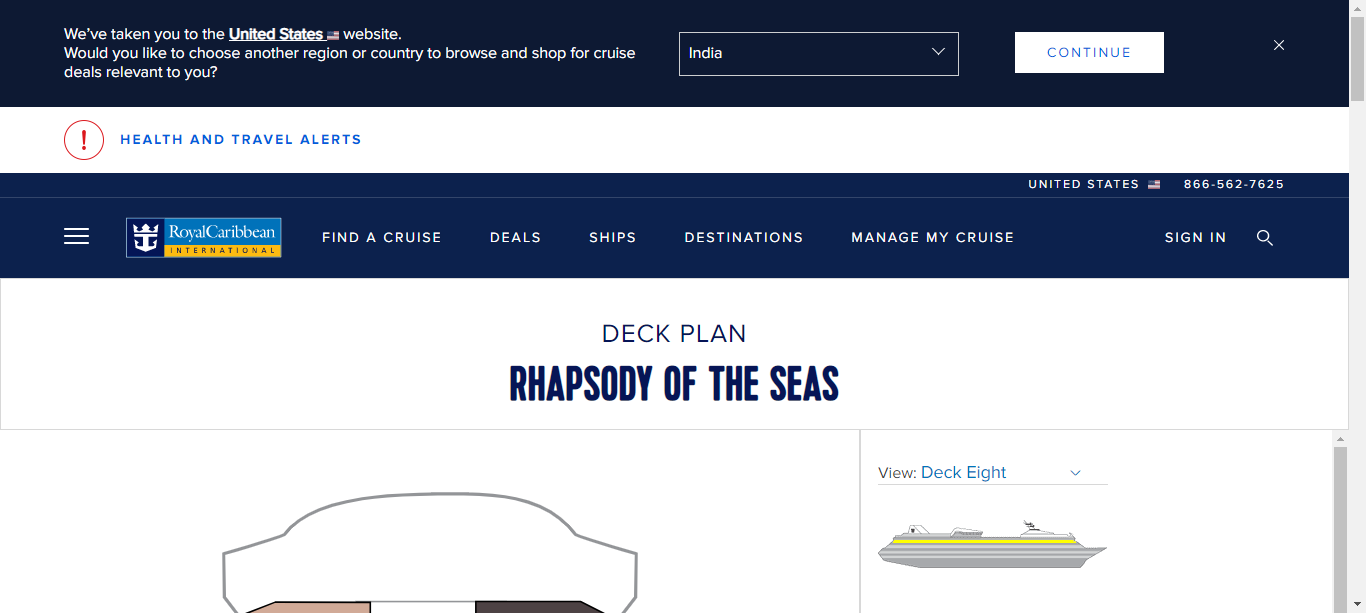 We've taken you to the United States website.
Would you like to choose another region or country to browse and shop for cruise
deals relevant to you?
India
CONTINUE
HEALTH AND TRAVEL ALERTS
UNITED STATES 866-562-7625
RoyalCaribbean
INTERNATIONAL
FIND A CRUISE DEALS SHIPS DESTINATIONS MANAGE MY CRUISE SIGN IN
DECK PLAN
RHAPSODY OF THE SEAS
View: Deck Eight